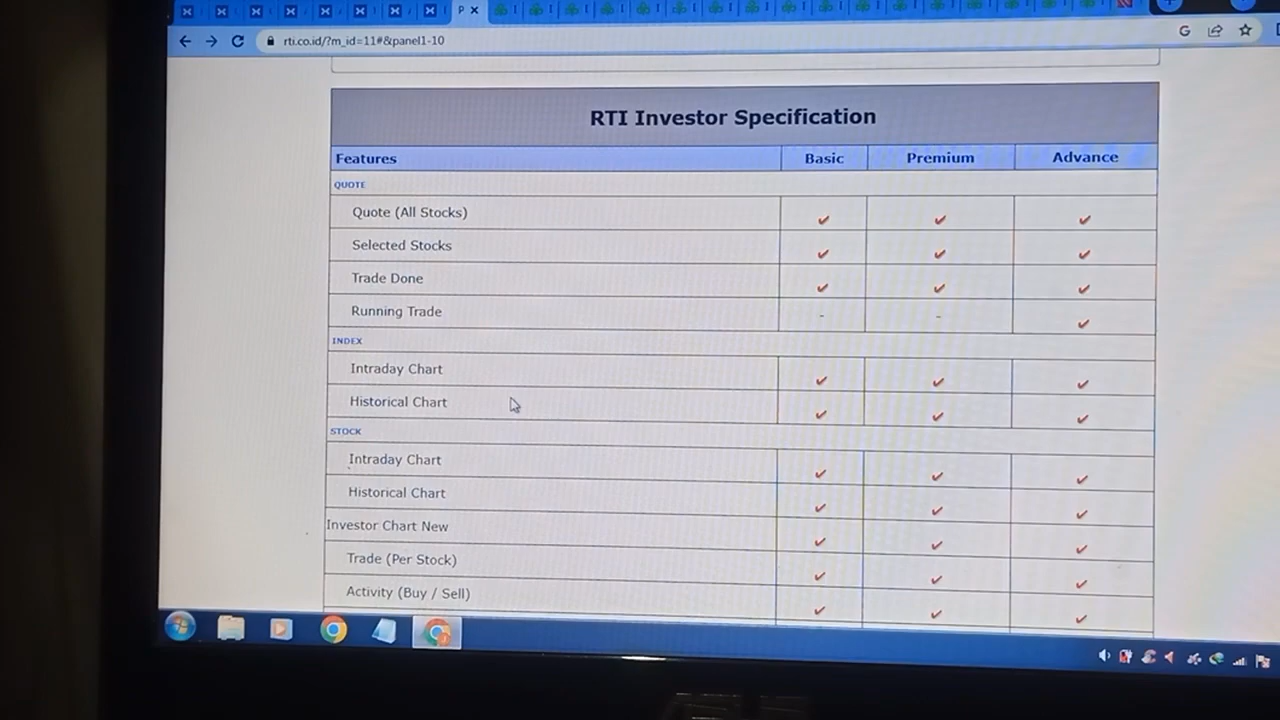 P
rti.co.id/?m_id=11#&panel1-10
RTI Investor Specification
Features Basic Premium Advance
QUOTE
Quote (All Stocks) ✔ ✔ ✔
Selected Stocks ✔ ✔ ✔
Trade Done ✔ ✔ ✔
Running Trade - - ✔
INDEX
Intraday Chart ✔ ✔ ✔
Historical Chart ✔ ✔ ✔
STOCK
Intraday Chart ✔ ✔ ✔
Historical Chart ✔ ✔ ✔
Investor Chart New ✔ ✔ ✔
Trade (Per Stock) ✔ ✔ ✔
Activity (Buy / Sell) ✔ ✔ ✔